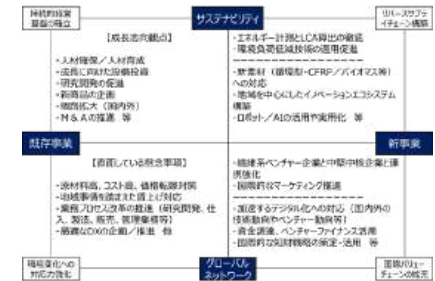 持続的経営
基盤の確立
サステナビリティ
リバースサプラ
イチェーン構築
【成長志向観点】
・人材確保／人材育成
・成長に向けた設備投資
・研究開発の促進
・新商品の企画
・販路拡大（国内外）
・M＆Aの推進 等
・エネルギー計測とLCA算出の徹底
・環境負荷低減技術の適用促進
・新素材（循環型・CFRP／バイオマス等）
への対応
・地域を中心にしたイノベーションエコシステム
構築
・ロボット／AIの活用や実用化 等
既存事業
新事業
【直面している懸念事項】
・原材料高、コスト高、価格転嫁対策
・地域事情を踏まえた賃上げ対応
・業務プロセス改革の推進（研究開発、仕
入、製造、販売、管理業務等）
・最適なDXの企画／推進 他
・繊維系ベンチャー企業と中堅中核企業と連
携強化
・国際的なマーケティング推進
・加速するデジタル化への対応（国内外の
技術動向やベンチャー動向等）
・資金調達、ベンチャーファイナンス活用
・国際的な知財戦略の策定・活用 等
環境変化への
対応力強化
グローバル
ネットワーク
国際バリュー
チェーンの拡充